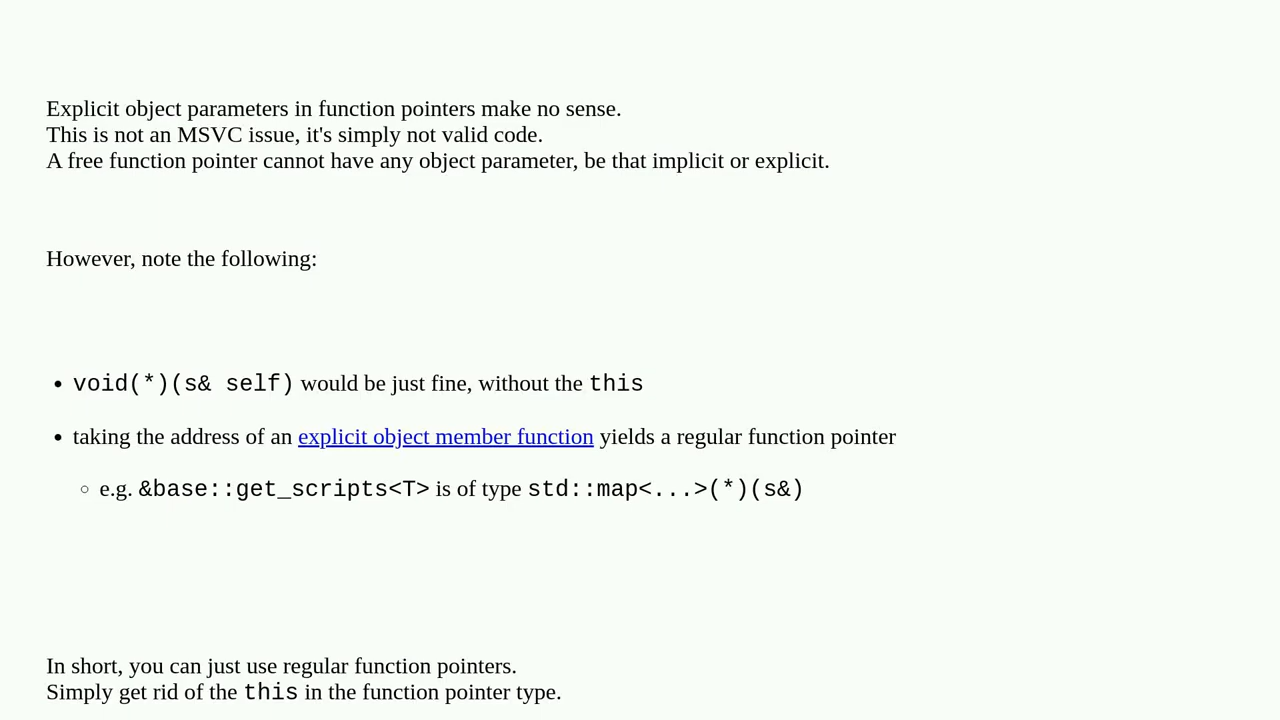 Explicit object parameters in function pointers make no sense.
This is not an MSVC issue, it's simply not valid code.
A free function pointer cannot have any object parameter, be that implicit or explicit.
However, note the following:
• void(*)(s& self) would be just fine, without the this
• taking the address of an explicit object member function yields a regular function pointer
◦ e.g. &base::get_scripts<T> is of type std::map<...>(*)(s&)
In short, you can just use regular function pointers.
Simply get rid of the this in the function pointer type.